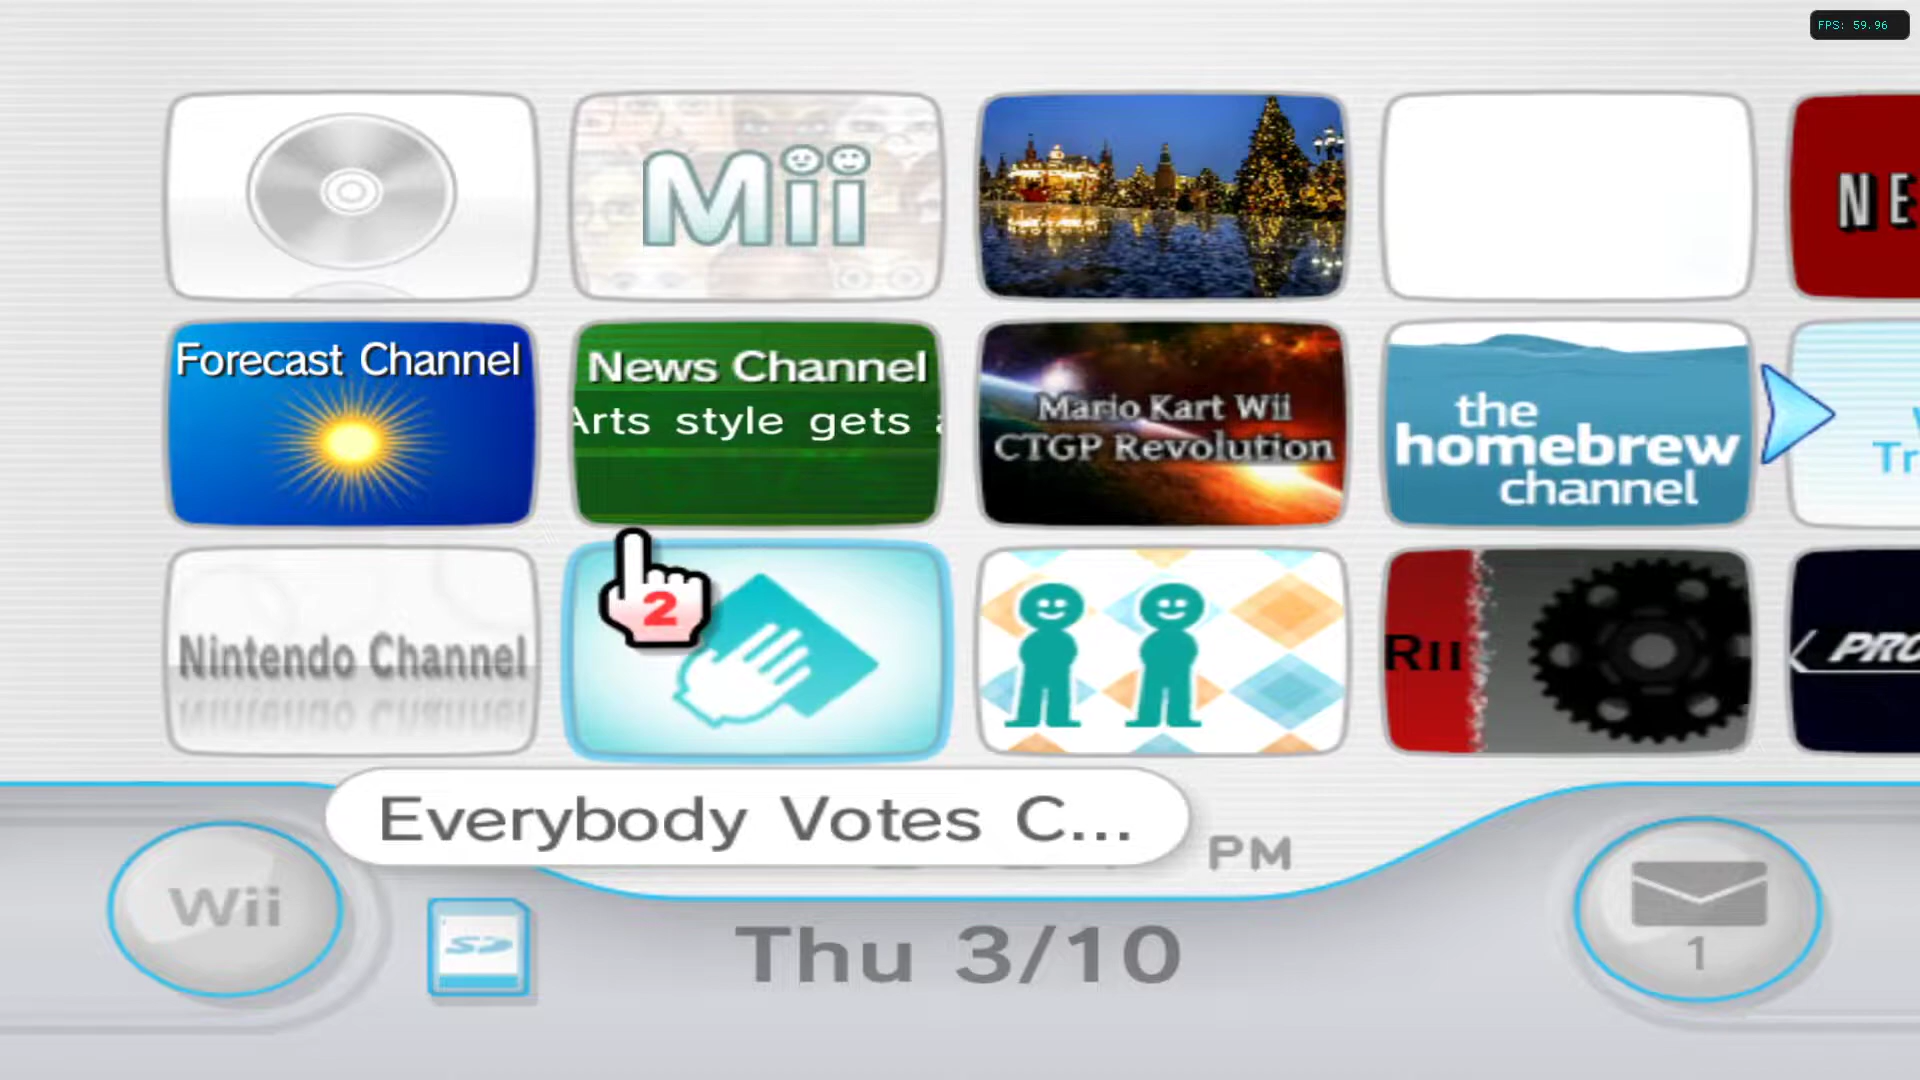 FPS: 59.96
Mii
NE
Forecast Channel
News Channel
Arts style gets
Mario Kart Wii
CTGP Revolution
the
homebrew
channel
Tr
Nintendo Channel
2
Rii
PRO
Everybody Votes C...
PM
Wii
SD
Thu 3/10
1